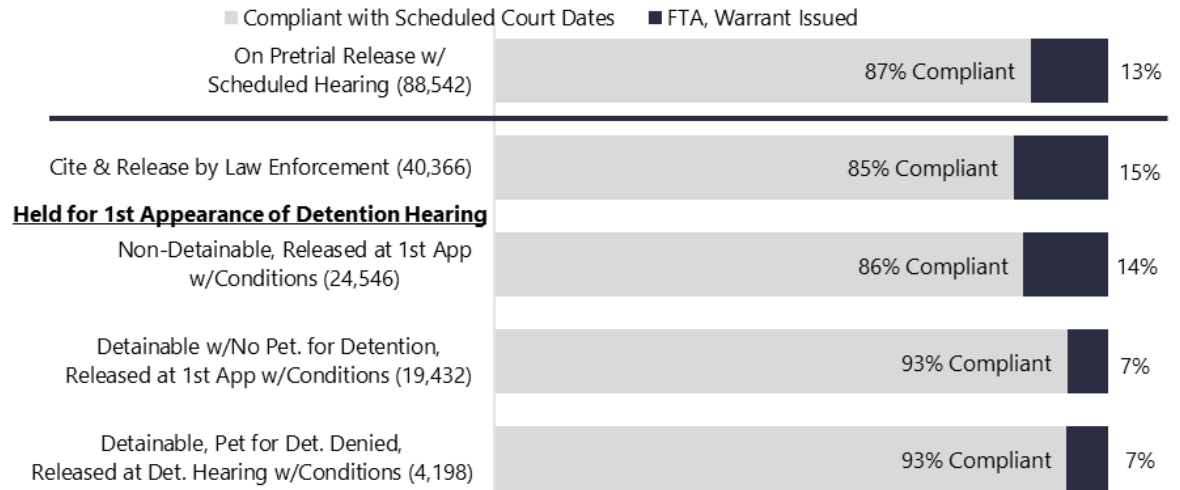 Compliant with Scheduled Court Dates FTA, Warrant Issued
On Pretrial Release w/
Scheduled Hearing (88,542)
87% Compliant
13%
Cite & Release by Law Enforcement (40,366)
85% Compliant
15%
Held for 1st Appearance of Detention Hearing
Non-Detainable, Released at 1st App
w/Conditions (24,546)
86% Compliant
14%
Detainable w/No Pet. for Detention,
Released at 1st App w/Conditions (19,432)
93% Compliant
7%
Detainable, Pet for Det. Denied,
Released at Det. Hearing w/Conditions (4,198)
93% Compliant
7%